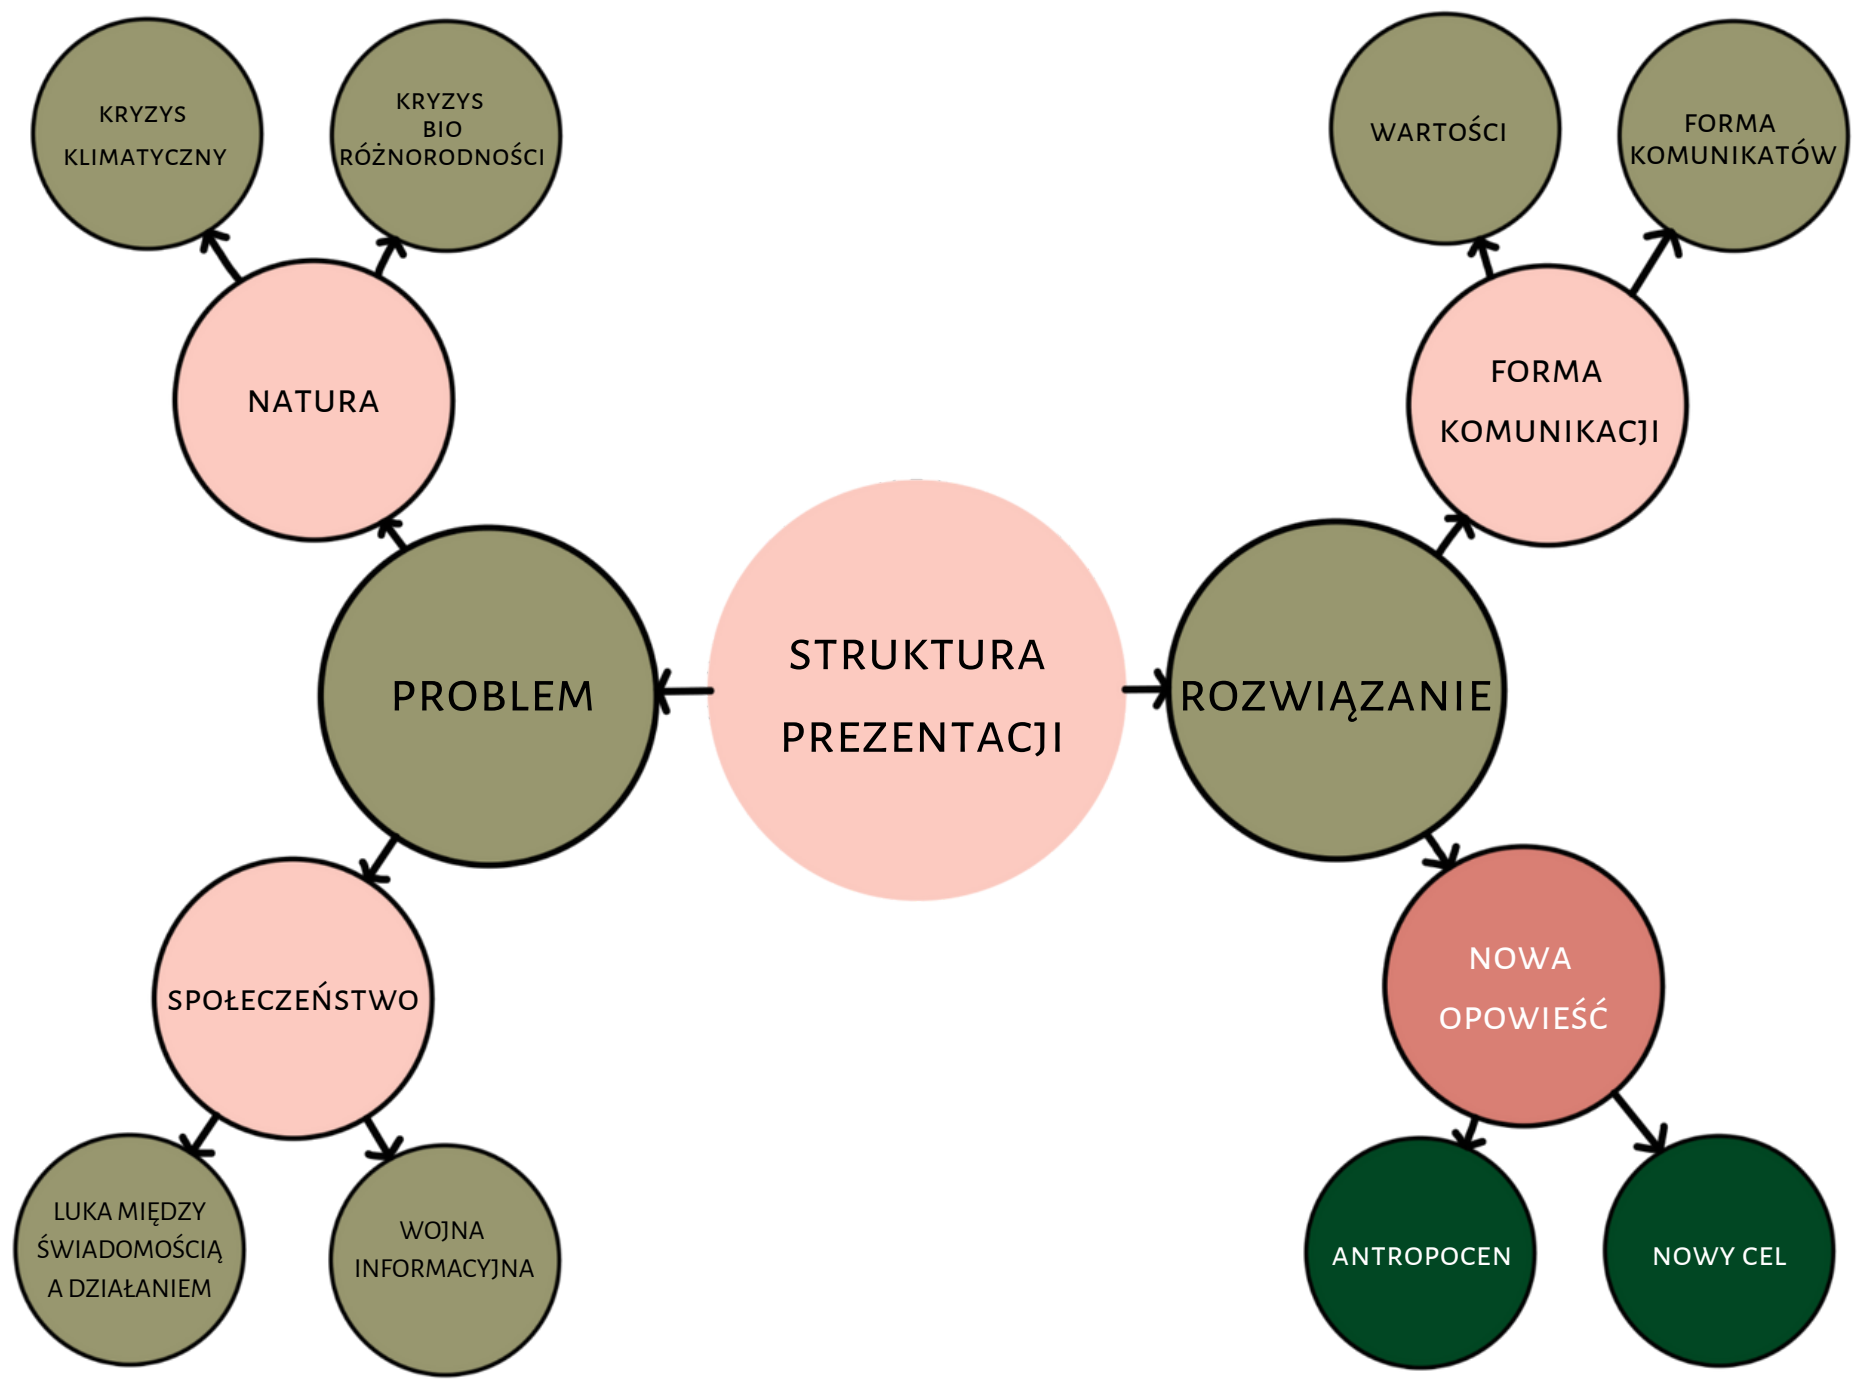 STRUKTURA
PREZENTACJI
PROBLEM
NATURA
KRYZYS
KLIMATYCZNY
KRYZYS
BIO
RÓŻNORODNOŚCI
SPOŁECZEŃSTWO
LUKA MIĘDZY
ŚWIADOMOŚCIĄ
A DZIAŁANIEM
WOJNA
INFORMACYJNA
ROZWIĄZANIE
FORMA
KOMUNIKACJI
WARTOŚCI
FORMA
KOMUNIKATÓW
NOWA
OPOWIEŚĆ
ANTROPOCEN
NOWY CEL